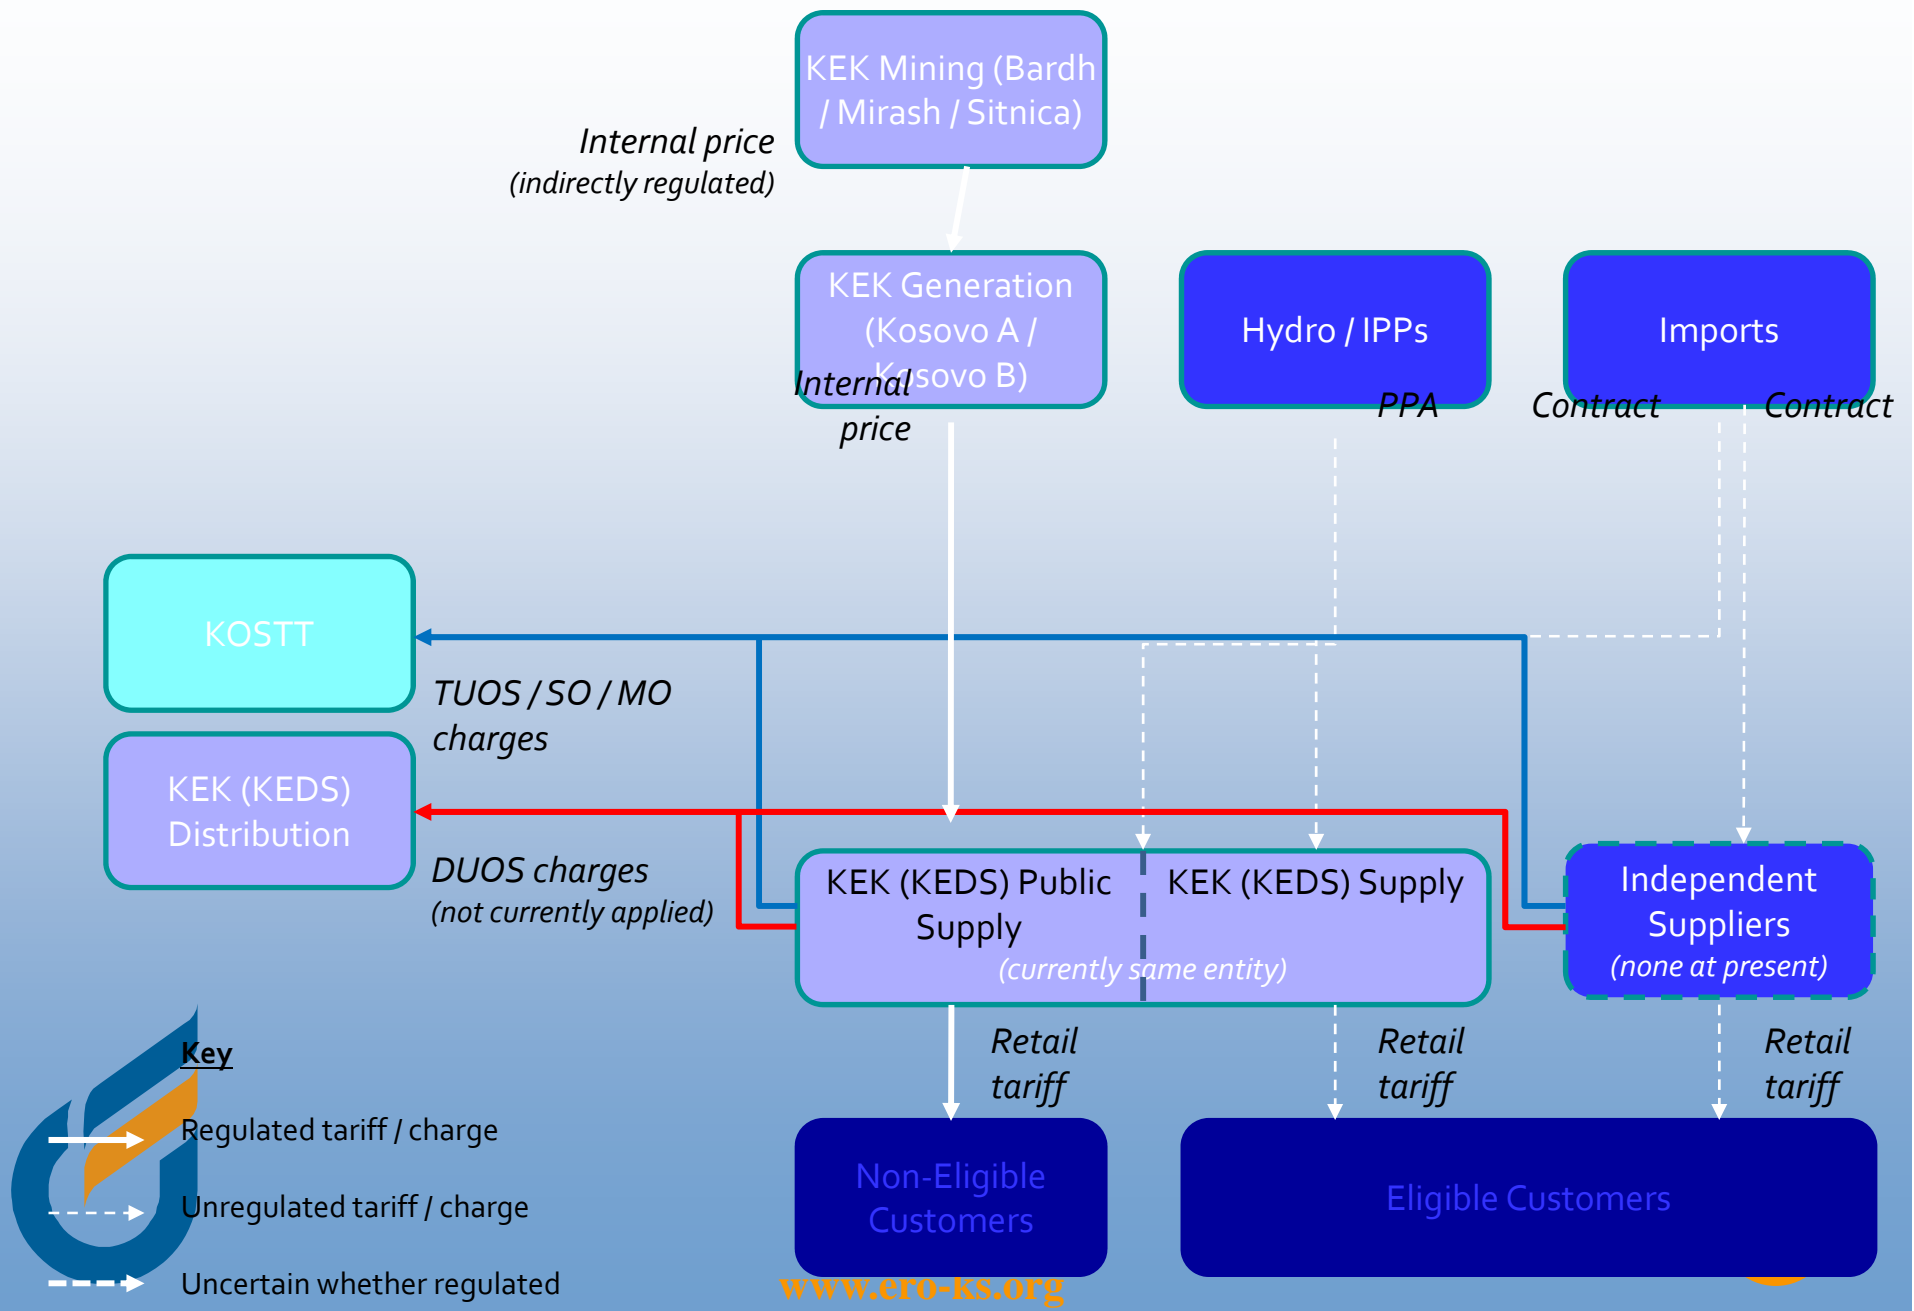 KEK Mining (Bardh
/ Mirash / Sitnica)
Internal price
(indirectly regulated)
KEK Generation
(Kosovo A /
Kosovo B)
Hydro / IPPs
Imports
Internal
price
PPA
Contract
Contract
KOSTT
TUOS / SO / MO
charges
KEK (KEDS)
Distribution
DUOS charges
(not currently applied)
KEK (KEDS) Public
Supply
KEK (KEDS) Supply
(currently same entity)
Independent
Suppliers
(none at present)
Retail
tariff
Retail
tariff
Retail
tariff
Key
Regulated tariff / charge
Unregulated tariff / charge
Uncertain whether regulated
Non-Eligible
Customers
Eligible Customers
www.ero-ks.org